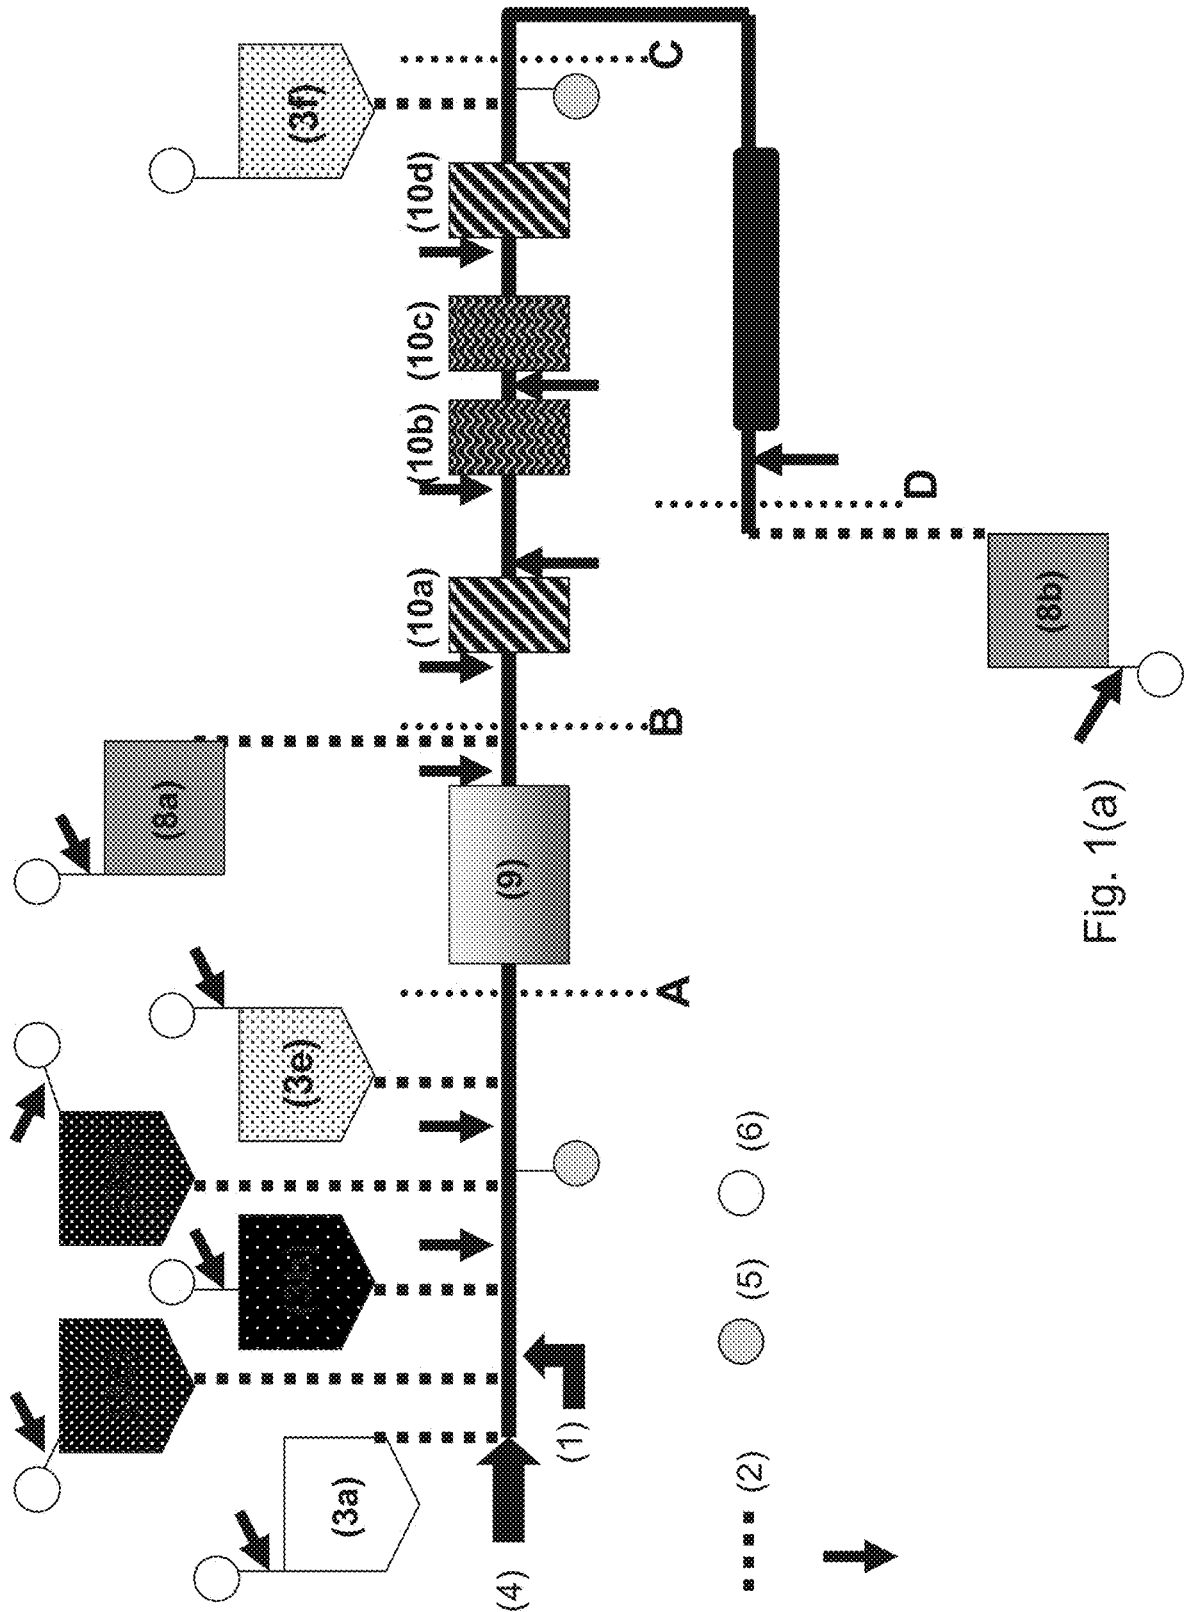 (3f)
(10d)
C
(10c)
(10b)
D
(10a)
(8b)
B
(8a)
(9)
Fig. 1(a)
A
(3e)
(6)
(5)
(1)
(3a)
(2)
(4)